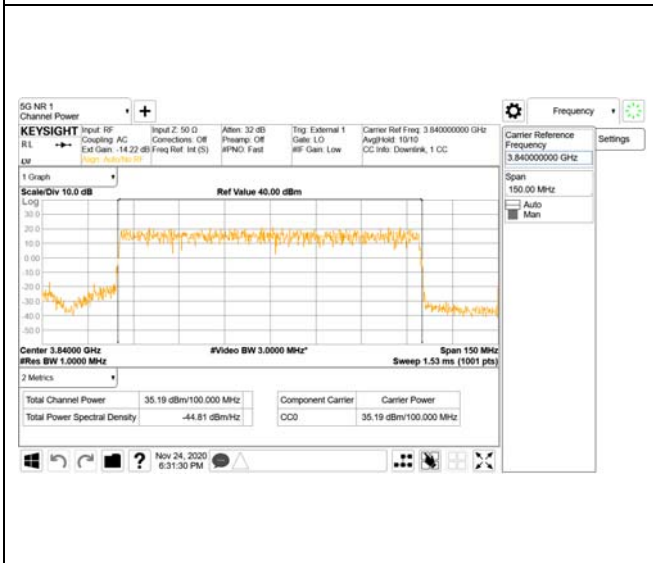 5G NR 1
Channel Power
Frequency
KEYSIGHT
RL
Input: RF
Coupling: AC
Ext Gain: -14.22 dB
Align: Auto/No RF
Input Z: 50 Ω
Corrections: Off
Freq Ref: Int (S)
Atten: 32 dB
Preamp: Off
#PNO: Fast
Trig: External 1
Gate: LO
#IF Gain: Low
Carrier Ref Freq: 3.840000000 GHz
Avg|Hold: 10/10
CC Info: Downlink, 1 CC
Carrier Reference
Frequency
3.840000000 GHz
Settings
Span
150.00 MHz
Auto
Man
1 Graph
Scale/Div 10.0 dB
Ref Value 40.00 dBm
Log
30.0
20.0
10.0
0.00
-10.0
-20.0
-30.0
-40.0
-50.0
Center 3.84000 GHz
#Video BW 3.0000 MHz*
Span 150 MHz
#Res BW 1.0000 MHz
Sweep 1.53 ms (1001 pts)
2 Metrics
Total Channel Power 35.19 dBm/100.000 MHz
Total Power Spectral Density -44.81 dBm/Hz
Component Carrier Carrier Power
CC0 35.19 dBm/100.000 MHz
?
Nov 24, 2020
6:31:30 PM